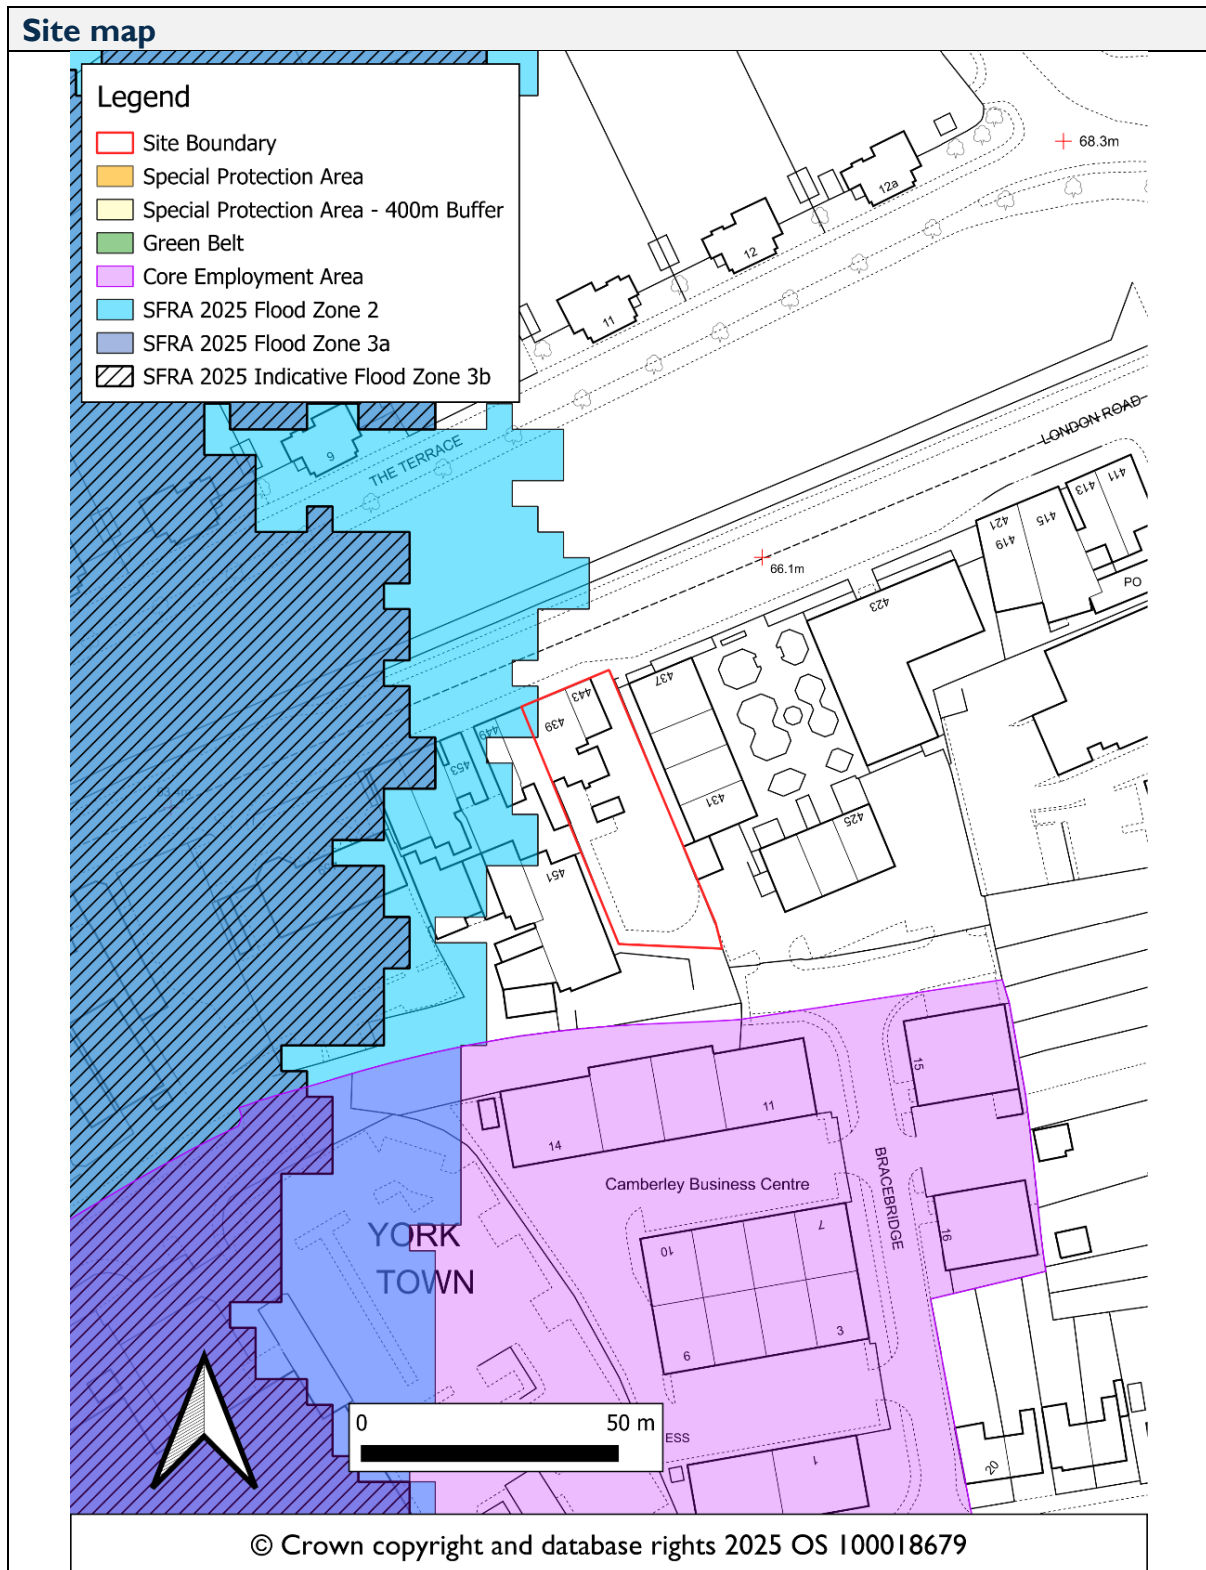 Site map
Legend
Site Boundary
Special Protection Area
Special Protection Area - 400m Buffer
Green Belt
Core Employment Area
SFRA 2025 Flood Zone 2
SFRA 2025 Flood Zone 3a
SFRA 2025 Indicative Flood Zone 3b
68.3m
12a
12
11
9
THE TERRACE
LONDON ROAD
66.1m
411
413
415
421
419
PO
423
437
443
439
449
453
431
425
451
15
11
14
Camberley Business Centre
BRACEBRIDGE
16
YORK
TOWN
10
7
3
9
ESS
1
20
0 50 m
© Crown copyright and database rights 2025 OS 100018679